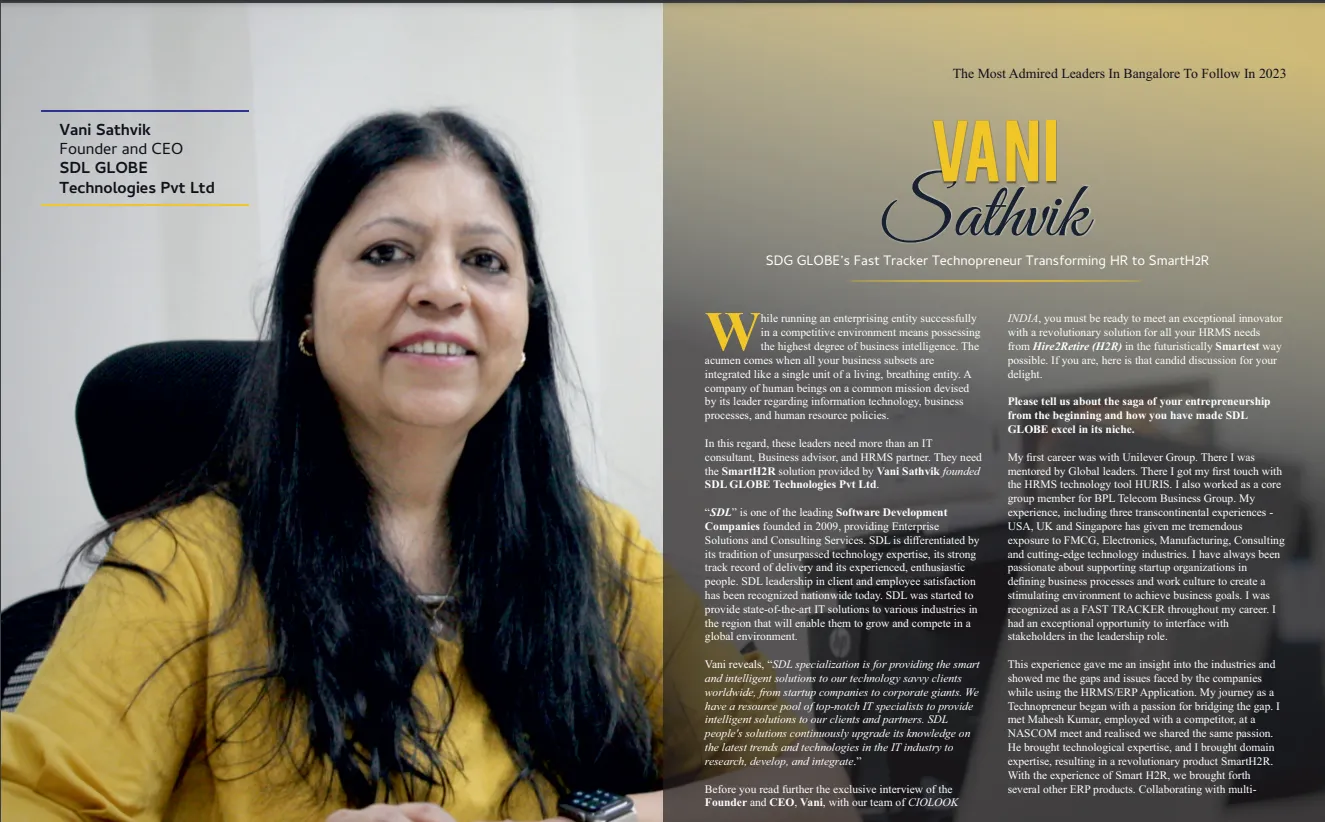 Vani Sathvik
Founder and CEO
SDL GLOBE
Technologies Pvt Ltd
The Most Admired Leaders In Bangalore To Follow In 2023
VANI
Sathvik
SDG GLOBE's Fast Tracker Technopreneur Transforming HR to SmartH2R
While running an enterprising entity successfully
in a competitive environment means possessing
the highest degree of business intelligence. The
acumen comes when all your business subsets are
integrated like a single unit of a living, breathing entity. A
company of human beings on a common mission devised
by its leader regarding information technology, business
processes, and human resource policies.
In this regard, these leaders need more than an IT
consultant, Business advisor, and HRMS partner. They need
the SmartH2R solution provided by Vani Sathvik founded
SDL GLOBE Technologies Pvt Ltd.
“SDL” is one of the leading Software Development
Companies founded in 2009, providing Enterprise
Solutions and Consulting Services. SDL is differentiated by
its tradition of unsurpassed technology expertise, its strong
track record of delivery and its experienced, enthusiastic
people. SDL leadership in client and employee satisfaction
has been recognized nationwide today. SDL was started to
provide state-of-the-art IT solutions to various industries in
the region that will enable them to grow and compete in a
global environment.
Vani reveals, “SDL specialization is for providing the smart
and intelligent solutions to our technology savvy clients
worldwide, from startup companies to corporate giants. We
have a resource pool of top-notch IT specialists to provide
intelligent solutions to our clients and partners. SDL
people's solutions continuously upgrade its knowledge on
the latest trends and technologies in the IT industry to
research, develop, and integrate.”
Before you read further the exclusive interview of the
Founder and CEO, Vani, with our team of CIOLOOK
INDIA, you must be ready to meet an exceptional innovator
with a revolutionary solution for all your HRMS needs
from Hire2Retire (H2R) in the futuristically Smartest way
possible. If you are, here is that candid discussion for your
delight.
Please tell us about the saga of your entrepreneurship
from the beginning and how you have made SDL
GLOBE excel in its niche.
My first career was with Unilever Group. There I was
mentored by Global leaders. There I got my first touch with
the HRMS technology tool HURIS. I also worked as a core
group member for BPL Telecom Business Group. My
experience, including three transcontinental experiences -
USA, UK and Singapore has given me tremendous
exposure to FMCG, Electronics, Manufacturing, Consulting
and cutting-edge technology industries. I have always been
passionate about supporting startup organizations in
defining business processes and work culture to create a
stimulating environment to achieve business goals. I was
recognized as a FAST TRACKER throughout my career. I
had an exceptional opportunity to interface with
stakeholders in the leadership role.
This experience gave me an insight into the industries and
showed me the gaps and issues faced by the companies
while using the HRMS/ERP Application. My journey as a
Technopreneur began with a passion for bridging the gap. I
met Mahesh Kumar, employed with a competitor, at a
NASCOM meet and realised we shared the same passion.
He brought technological expertise, and I brought domain
expertise, resulting in a revolutionary product SmartH2R.
With the experience of Smart H2R, we brought forth
several other ERP products. Collaborating with multi-